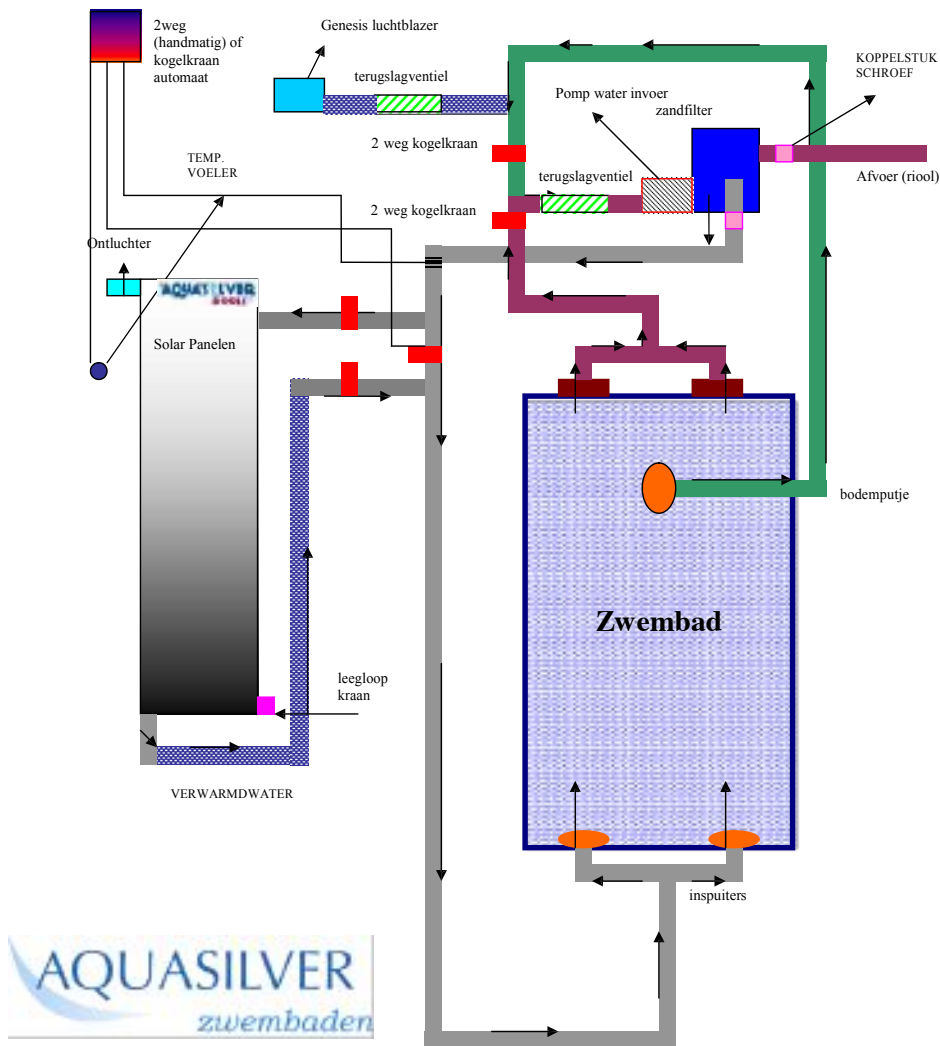 2weg
(handmatig) of
kogelkraan
automaat
Genesis luchtblazer
terugslagventiel
KOPPELSTUK
SCHROEF
Pomp water invoer
zandfilter
2 weg kogelkraan
Afvoer (riool)
terugslagventiel
TEMP.
VOELER
2 weg kogelkraan
Ontluchter
AQUASILVER
Solar Panelen
bodemputje
Zwembad
leegloop
kraan
VERWARMDWATER
inspuiters
AQUASILVER
zwembaden